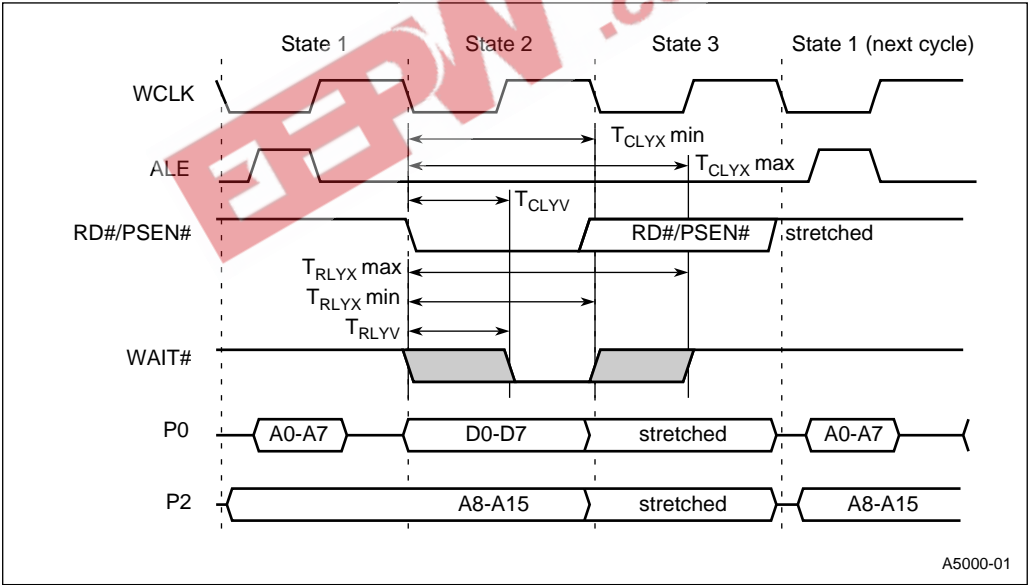 State 1 State 2 State 3 State 1 (next cycle)
WCLK
T_CLYX min
ALE
T_CLYX max
T_CLYV
RD#/PSEN# RD#/PSEN# stretched
T_RLYX max
T_RLYX min
T_RLYV
WAIT#
P0 A0-A7 D0-D7 stretched A0-A7
P2 A8-A15 stretched A8-A15
A5000-01